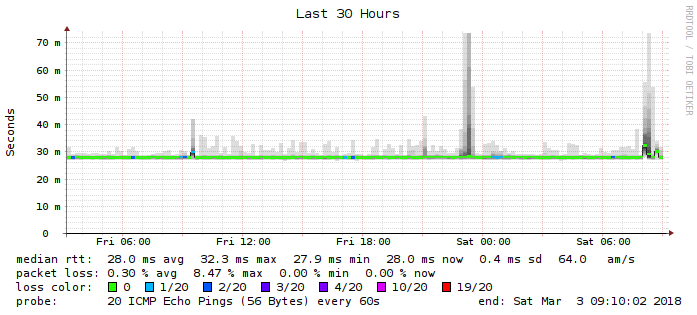 Last 30 Hours
RRDTOOL / TOBI OETIKER
Seconds
70 m
60 m
50 m
40 m
30 m
20 m
10 m
0
Fri 06:00 Fri 12:00 Fri 18:00 Sat 00:00 Sat 06:00
median rtt: 28.0 ms avg 32.3 ms max 27.9 ms min 28.0 ms now 0.4 ms sd 64.0 am/s
packet loss: 0.30 % avg 8.47 % max 0.00 % min 0.00 % now
loss color: 0 1/20 2/20 3/20 4/20 10/20 19/20
probe: 20 ICMP Echo Pings (56 Bytes) every 60s end: Sat Mar 3 09:10:02 2018